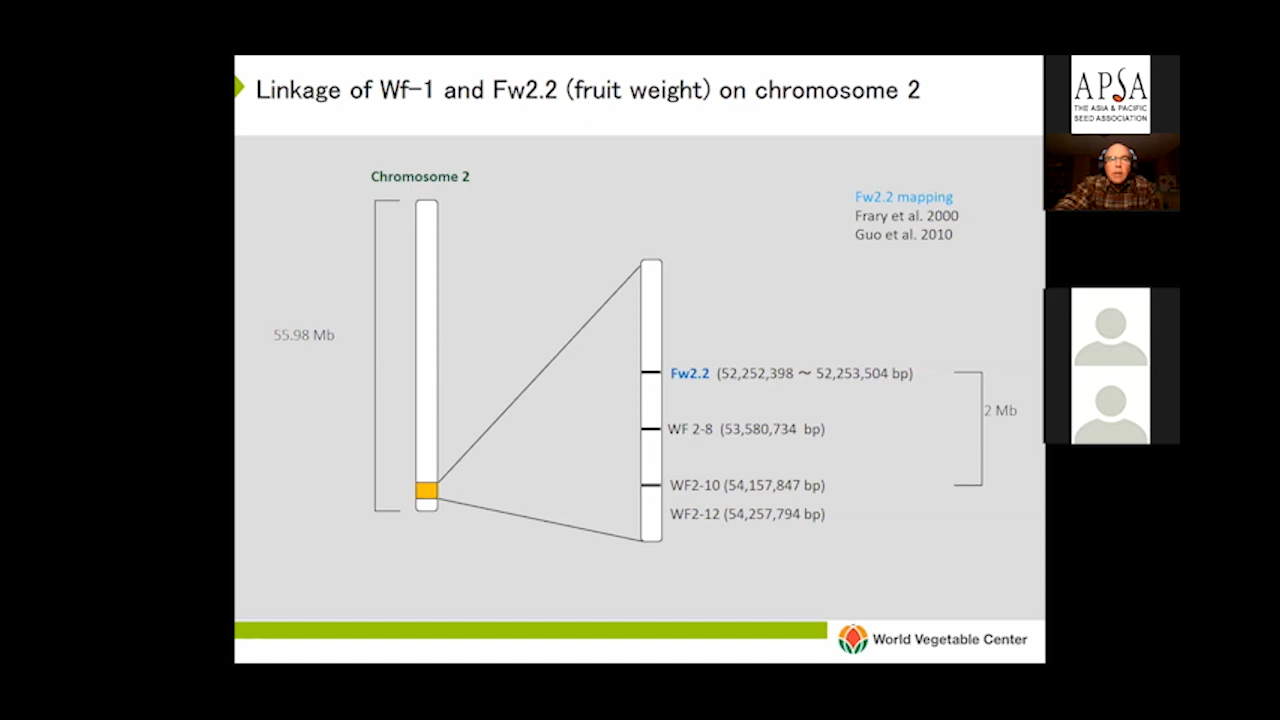 Linkage of Wf-1 and Fw2.2 (fruit weight) on chromosome 2
APSA
THE ASIA & PACIFIC
SEED ASSOCIATION
Chromosome 2
Fw2.2 mapping
Frary et al. 2000
Guo et al. 2010
55.98 Mb
Fw2.2 (52,252,398 ～ 52,253,504 bp)
2 Mb
WF 2-8 (53,580,734 bp)
WF2-10 (54,157,847 bp)
WF2-12 (54,257,794 bp)
World Vegetable Center